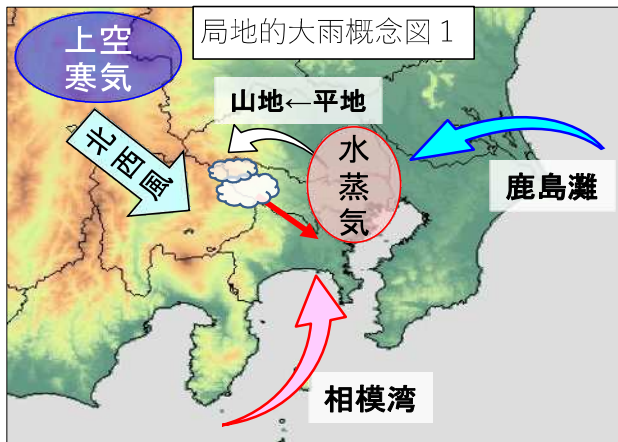 局地的大雨概念図1
上空
寒気
山地←平地
北西風
水蒸気
鹿島灘
相模湾